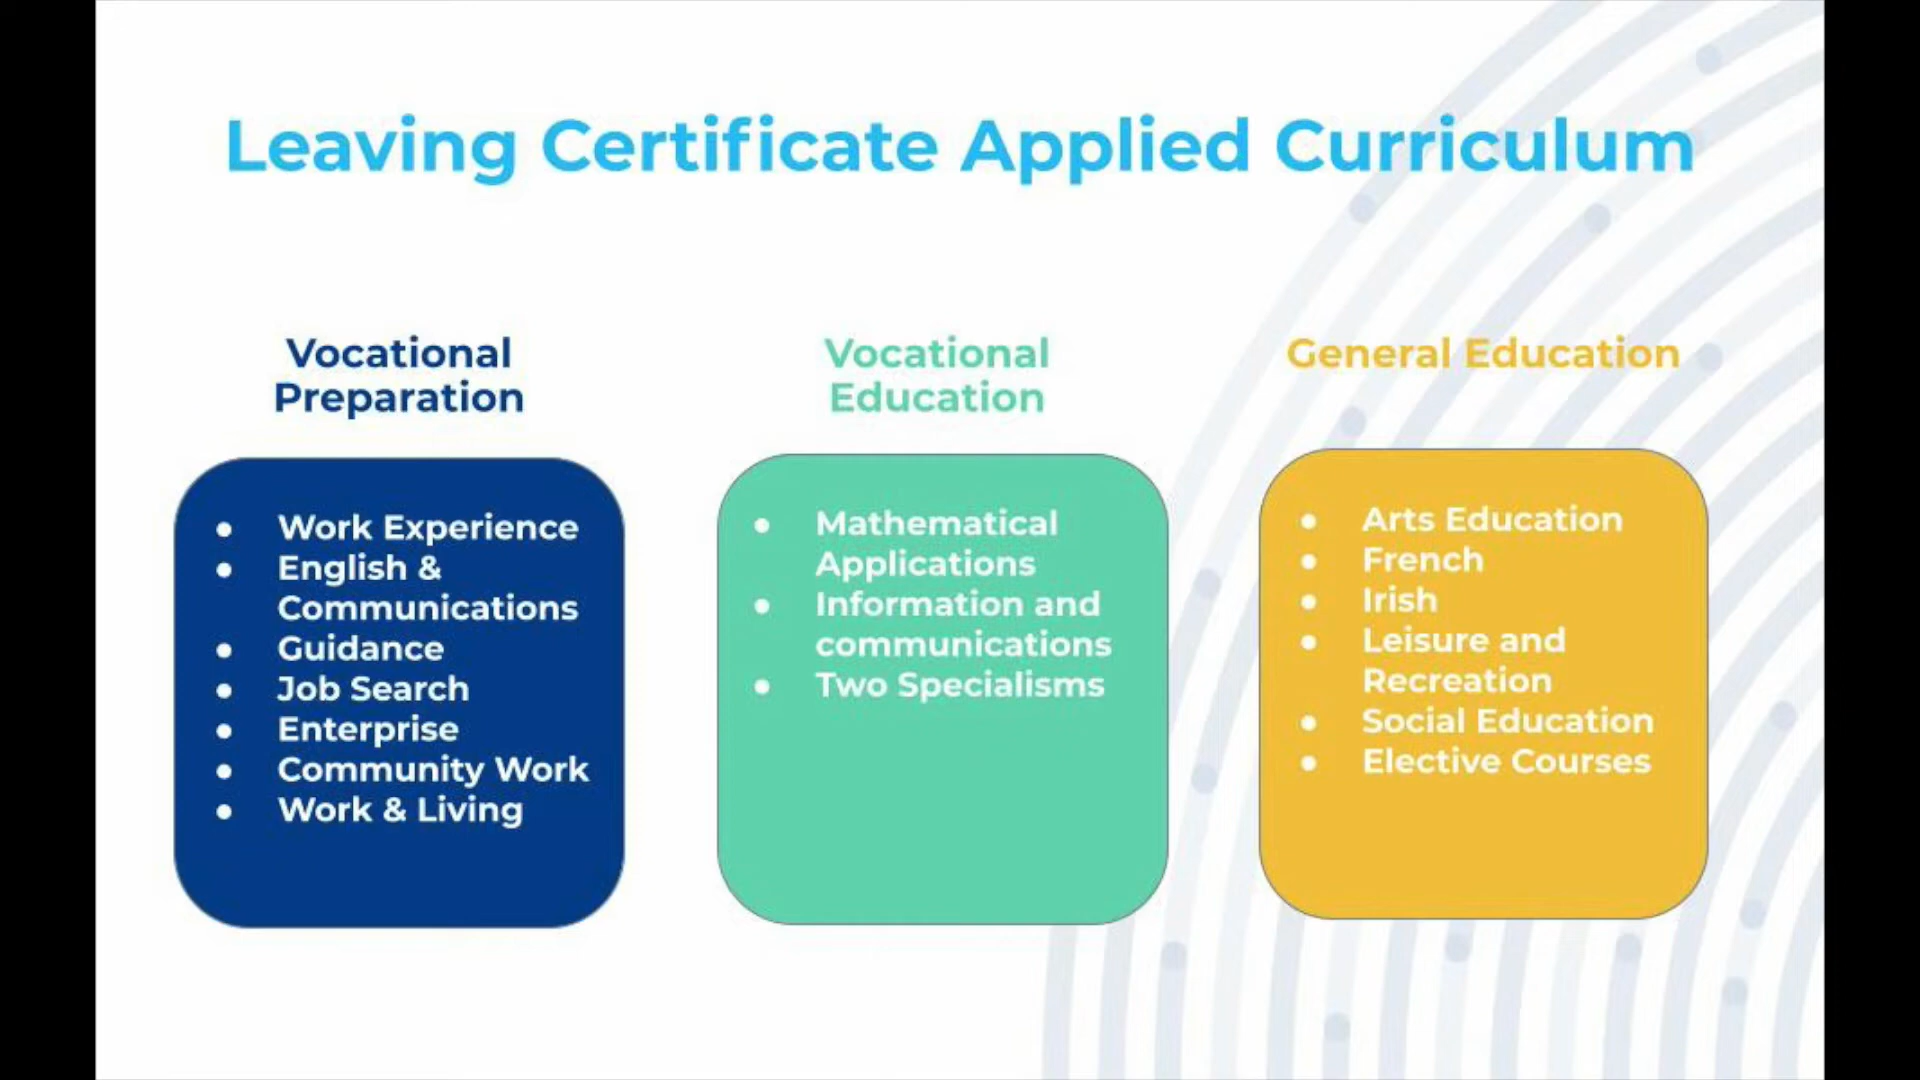 Leaving Certificate Applied Curriculum
Vocational
Preparation
● Work Experience
● English &
Communications
● Guidance
● Job Search
● Enterprise
● Community Work
● Work & Living
Vocational
Education
● Mathematical
Applications
● Information and
communications
● Two Specialisms
General Education
● Arts Education
● French
● Irish
● Leisure and
Recreation
● Social Education
● Elective Courses